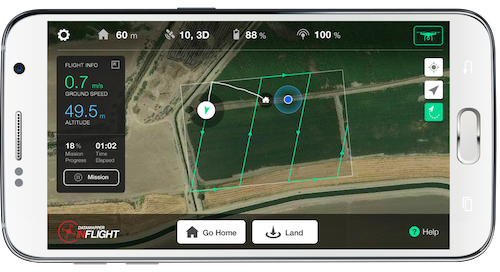 60 m
10, 3D
88 %
100 %
FLIGHT INFO
0.7 m/s
GROUND SPEED
49.5 m
ALTITUDE
18 % 01:02
Mission Time
Progress Elapsed
Mission
DATAMAPPER
INFLIGHT
Go Home
Land
? Help